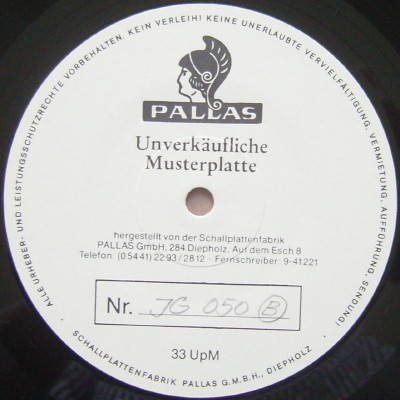 ALLE URHEBER- UND LEISTUNGSSCHUTZRECHTE VORBEHALTEN. KEIN VERLEIH! KEINE UNERLAUBTE VERVIELFÄLTIGUNG, VERMIETUNG, AUFFÜHRUNG, SENDUNG!
PALLAS
Unverkäufliche
Musterplatte
hergestellt von der Schallplattenfabrik
PALLAS GmbH. 284 Diepholz. Auf dem Esch 8
Telefon. (05441) 2293/2812 · Fernschreiber: 9-41221
Nr. JG 050 B
33 UpM
SCHALLPLATTENFABRIK PALLAS G.M.B.H., DIEPHOLZ